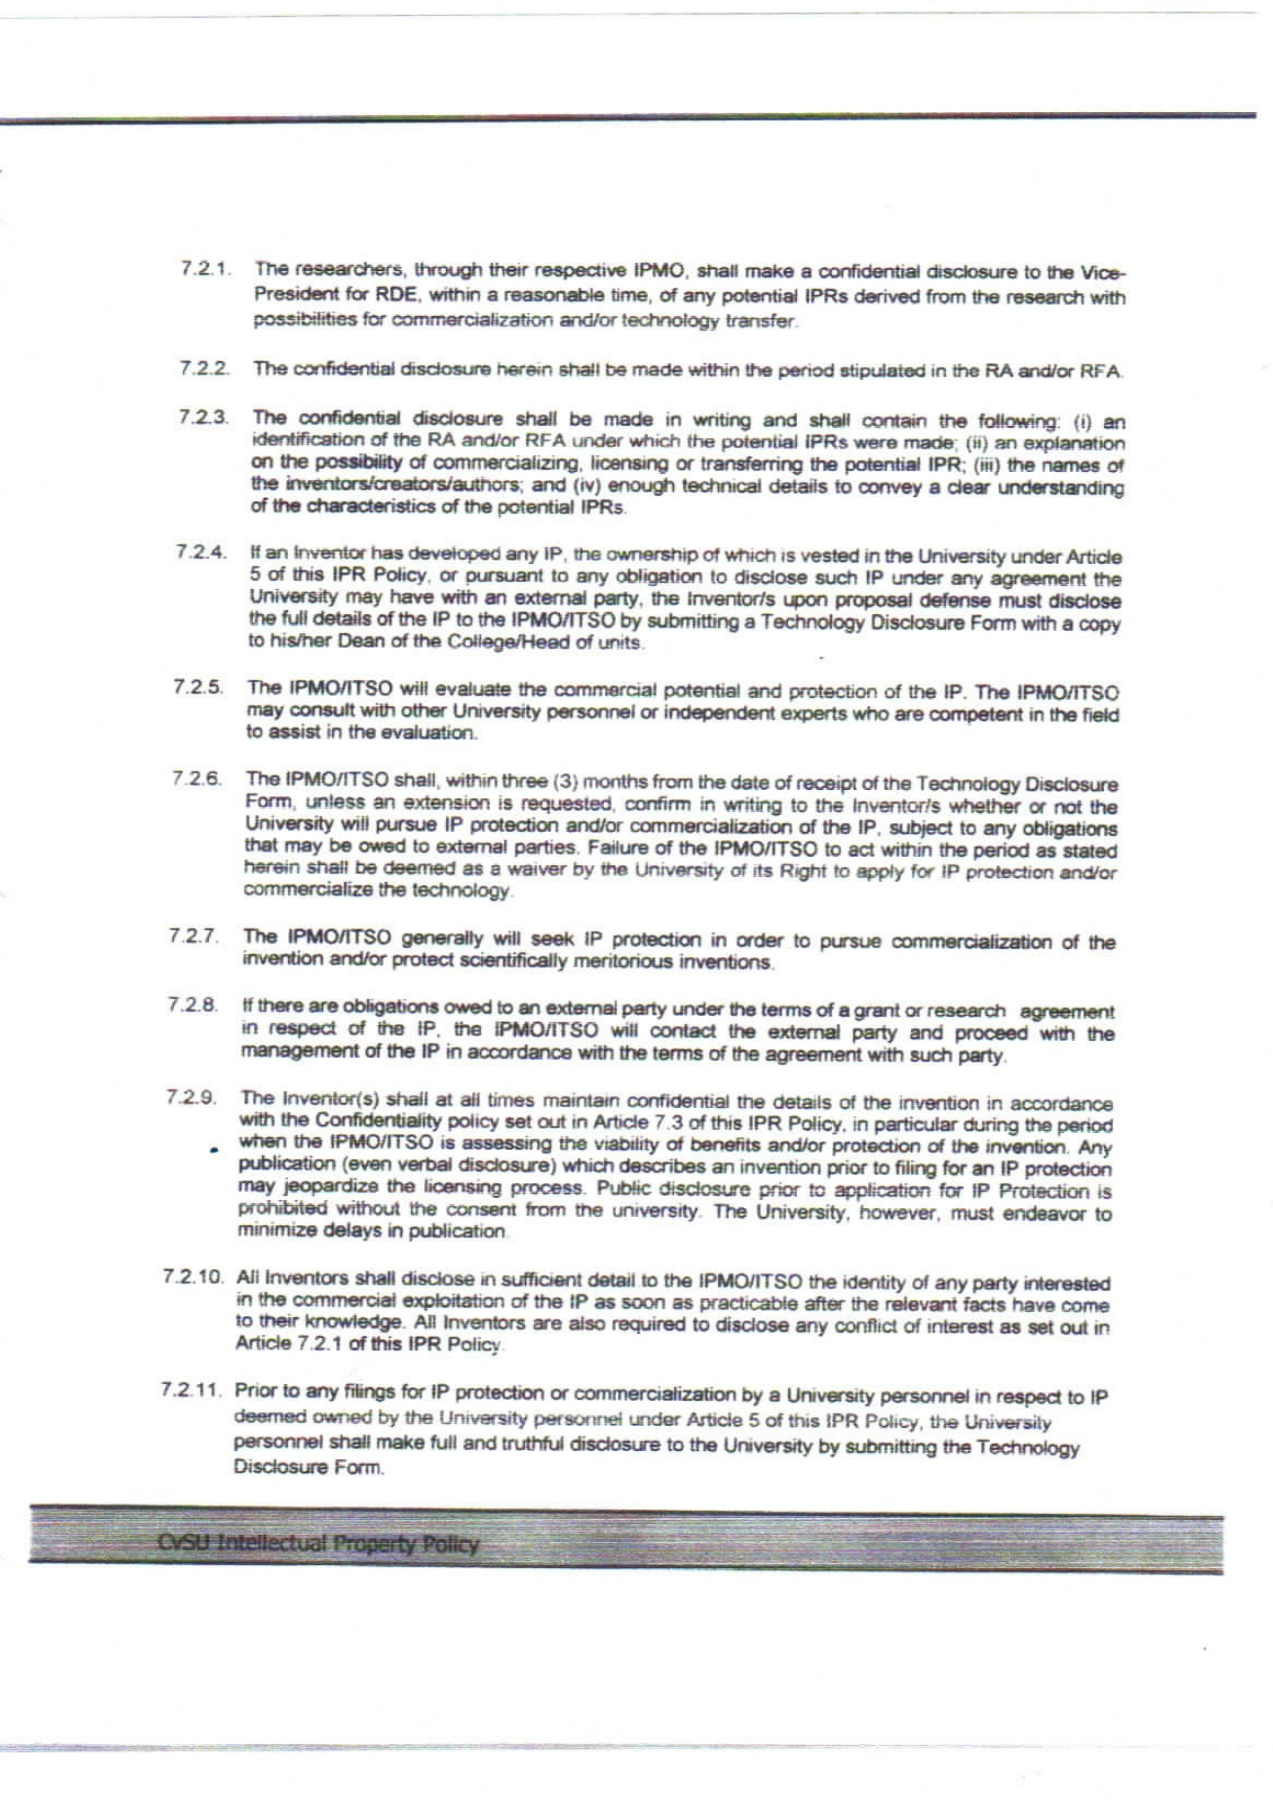 7.2.1. The researchers, through their respective IPMO, shall make a confidential disclosure to the Vice-
President for RDE, within a reasonable time, of any potential IPRs derived from the research with
possibilities for commercialization and/or technology transfer.
7.2.2. The confidential disclosure herein shall be made within the period stipulated in the RA and/or RFA.
7.2.3. The confidential disclosure shall be made in writing and shall contain the following: (i) an
identification of the RA and/or RFA under which the potential IPRs were made; (ii) an explanation
on the possibility of commercializing, licensing or transferring the potential IPR; (iii) the names of
the inventors/creators/authors; and (iv) enough technical details to convey a clear understanding
of the characteristics of the potential IPRs.
7.2.4. If an Inventor has developed any IP, the ownership of which is vested in the University under Article
5 of this IPR Policy, or pursuant to any obligation to disclose such IP under any agreement the
University may have with an external party, the Inventor/s upon proposal defense must disclose
the full details of the IP to the IPMO/ITSO by submitting a Technology Disclosure Form with a copy
to his/her Dean of the College/Head of units.
7.2.5. The IPMO/ITSO will evaluate the commercial potential and protection of the IP. The IPMO/ITSO
may consult with other University personnel or independent experts who are competent in the field
to assist in the evaluation.
7.2.6. The IPMO/ITSO shall, within three (3) months from the date of receipt of the Technology Disclosure
Form, unless an extension is requested, confirm in writing to the Inventor/s whether or not the
University will pursue IP protection and/or commercialization of the IP, subject to any obligations
that may be owed to external parties. Failure of the IPMO/ITSO to act within the period as stated
herein shall be deemed as a waiver by the University of its Right to apply for IP protection and/or
commercialize the technology.
7.2.7. The IPMO/ITSO generally will seek IP protection in order to pursue commercialization of the
invention and/or protect scientifically meritorious inventions.
7.2.8. If there are obligations owed to an external party under the terms of a grant or research agreement
in respect of the IP, the IPMO/ITSO will contact the external party and proceed with the
management of the IP in accordance with the terms of the agreement with such party.
7.2.9. The Inventor(s) shall at all times maintain confidential the details of the invention in accordance
with the Confidentiality policy set out in Article 7.3 of this IPR Policy, in particular during the period
when the IPMO/ITSO is assessing the viability of benefits and/or protection of the invention. Any
publication (even verbal disclosure) which describes an invention prior to filing for an IP protection
may jeopardize the licensing process. Public disclosure prior to application for IP Protection is
prohibited without the consent from the university. The University, however, must endeavor to
minimize delays in publication.
7.2.10. All Inventors shall disclose in sufficient detail to the IPMO/ITSO the identity of any party interested
in the commercial exploitation of the IP as soon as practicable after the relevant facts have come
to their knowledge. All Inventors are also required to disclose any conflict of interest as set out in
Article 7.2.1 of this IPR Policy.
7.2.11. Prior to any filings for IP protection or commercialization by a University personnel in respect to IP
deemed owned by the University personnel under Article 5 of this IPR Policy, the University
personnel shall make full and truthful disclosure to the University by submitting the Technology
Disclosure Form.
CvSU Intellectual Property Policy